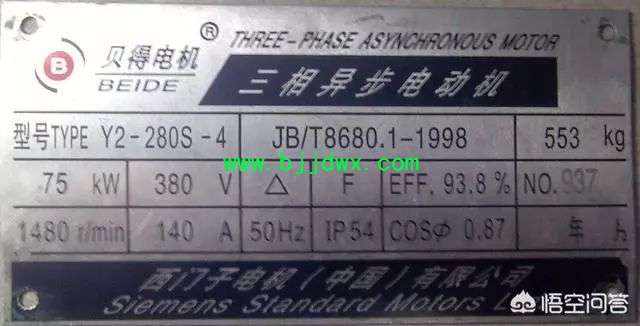 THREE-PHASE ASYNCHRONOUS MOTOR
B 贝得电机 ®
BEIDE
三相异步电动机
型号TYPE Y2-280S-4 JB/T8680.1-1998 553 kg
www.bjjdwx.com
75 kW 380 V △ F EFF. 93.8% NO. 937
1480 r/min 140 A 50Hz IP54 COSΦ 0.87 年 月
西门子电机(中国)有限公司
Siemens Standard Motors
悟空问答